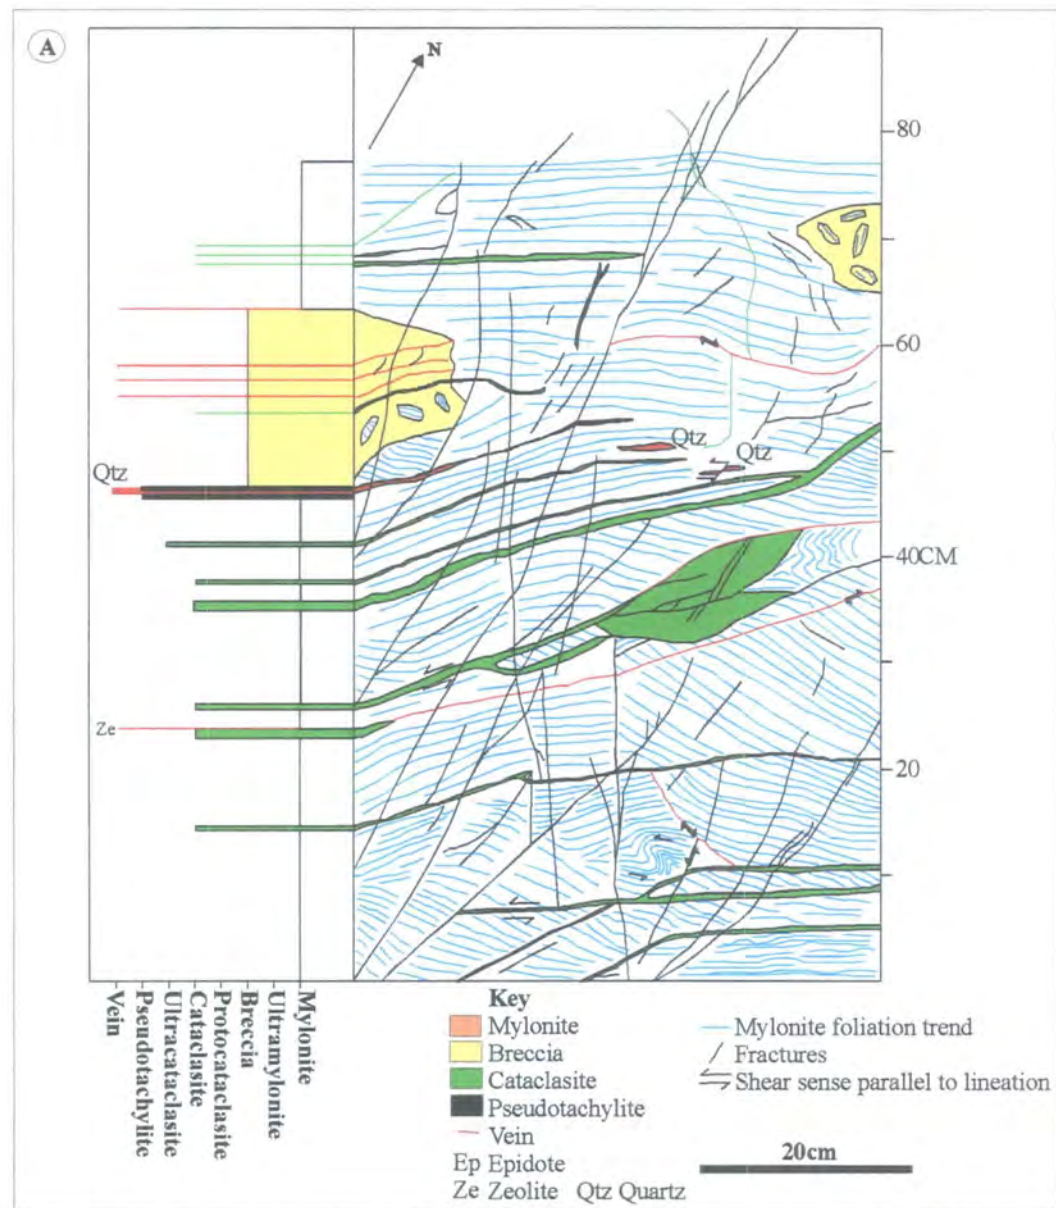 A
N
80
60
Qtz
Qtz
Qtz
40CM
Ze
20
Vein
Pseudotachylite
Ultracataclasite
Cataclasite
Protocataclasite
Breccia
Ultramylonite
Mylonite
Key
Mylonite
Breccia
Cataclasite
Pseudotachylite
Vein
Ep Epidote
Ze Zeolite Qtz Quartz
Mylonite foliation trend
Fractures
Shear sense parallel to lineation
20cm